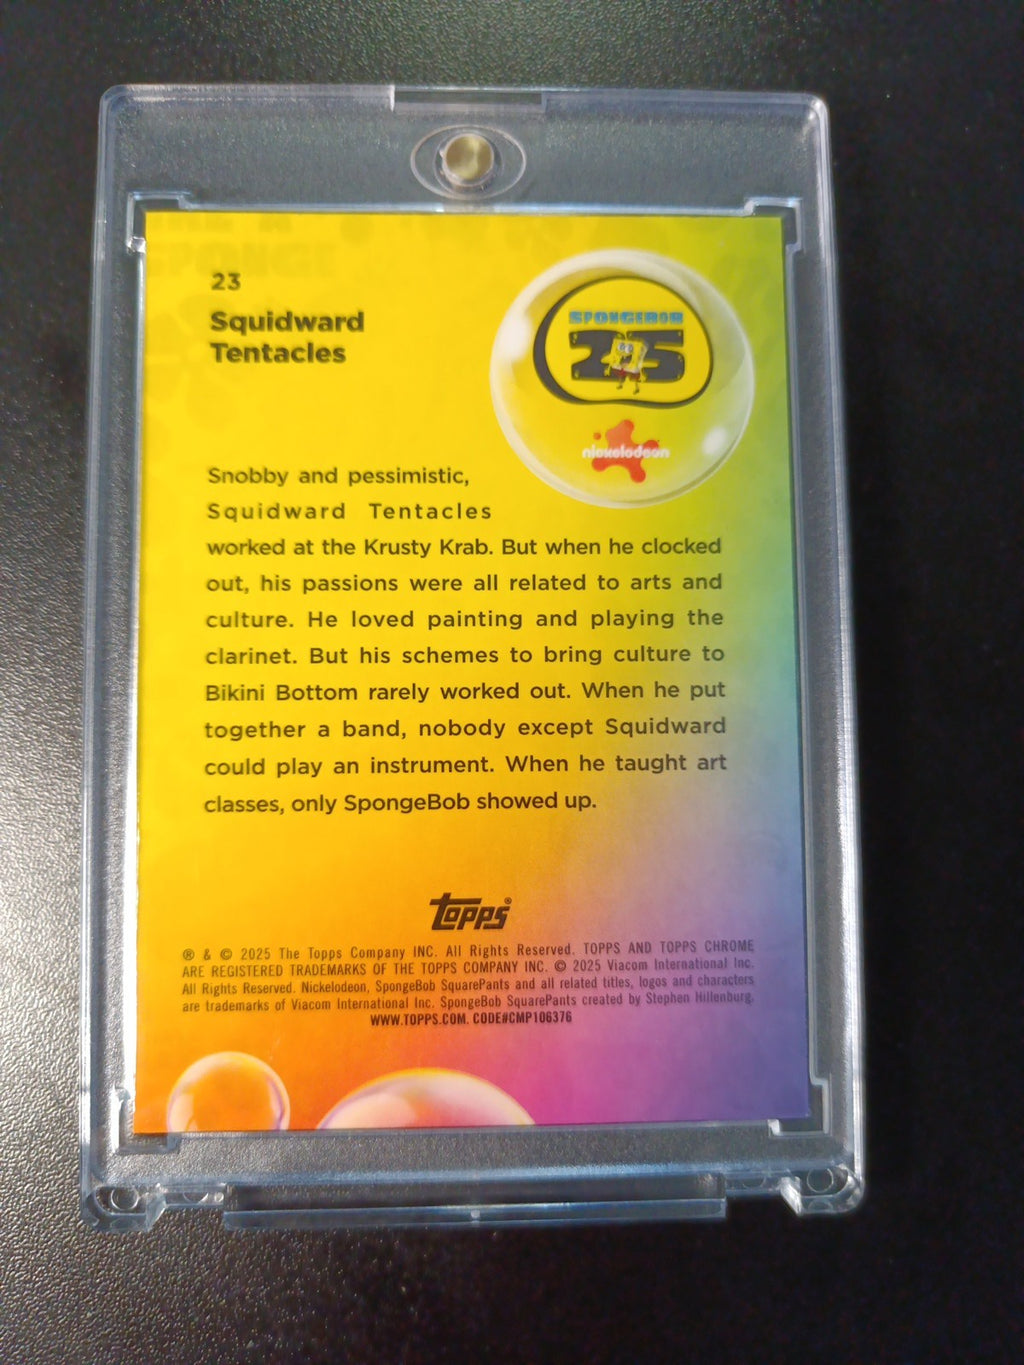 23
Squidward
Tentacles
SPONGEBOB
25
nickelodeon
Snobby and pessimistic,
Squidward Tentacles
worked at the Krusty Krab. But when he clocked
out, his passions were all related to arts and
culture. He loved painting and playing the
clarinet. But his schemes to bring culture to
Bikini Bottom rarely worked out. When he put
together a band, nobody except Squidward
could play an instrument. When he taught art
classes, only SpongeBob showed up.
Topps®
® & © 2025 The Topps Company INC. All Rights Reserved. TOPPS AND TOPPS CHROME
ARE REGISTERED TRADEMARKS OF THE TOPPS COMPANY INC. © 2025 Viacom International Inc.
All Rights Reserved. Nickelodeon, SpongeBob SquarePants and all related titles, logos and characters
are trademarks of Viacom International Inc. SpongeBob SquarePants created by Stephen Hillenburg.
WWW.TOPPS.COM. CODE#CMP106376